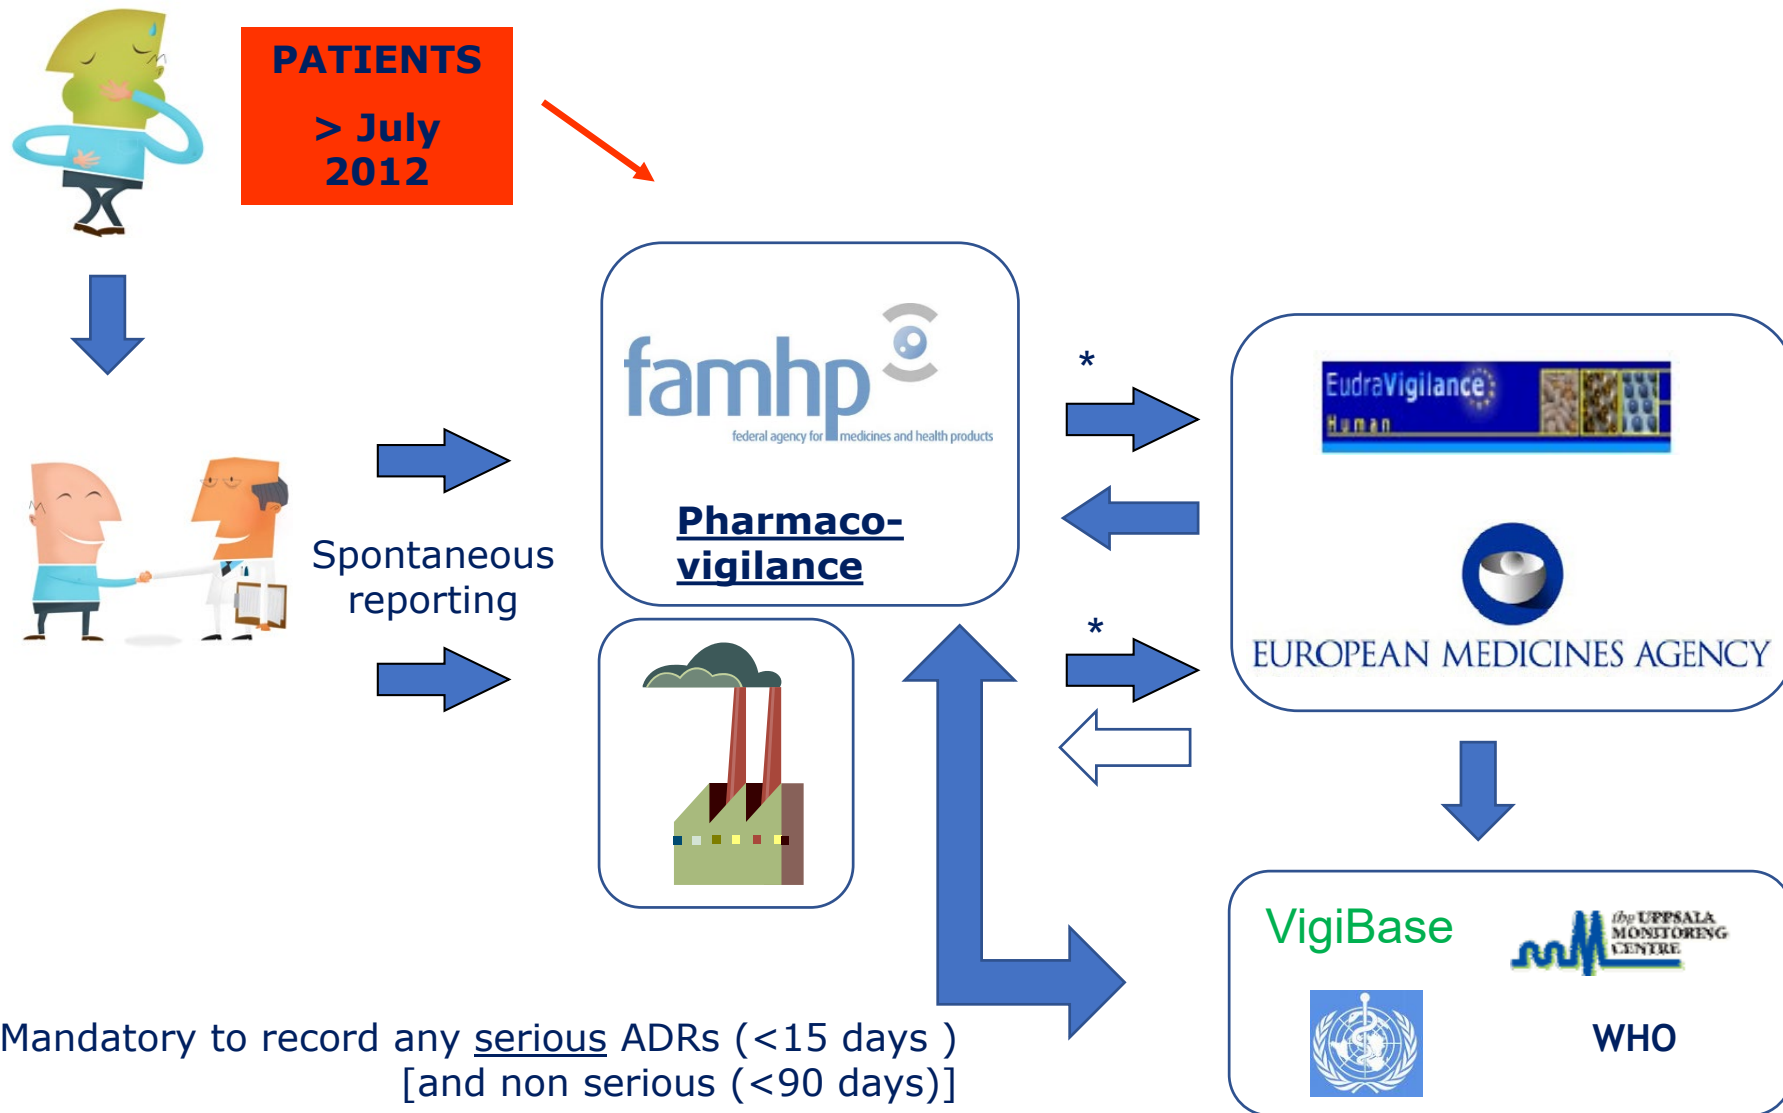 PATIENTS
> July
2012
famhp
federal agency for medicines and health products
Pharmaco-
vigilance
Spontaneous
reporting
*
*
EudraVigilance
Human
EUROPEAN MEDICINES AGENCY
VigiBase
the UPPSALA
MONITORING
CENTRE
WHO
Mandatory to record any serious ADRs (<15 days )
[and non serious (<90 days)]